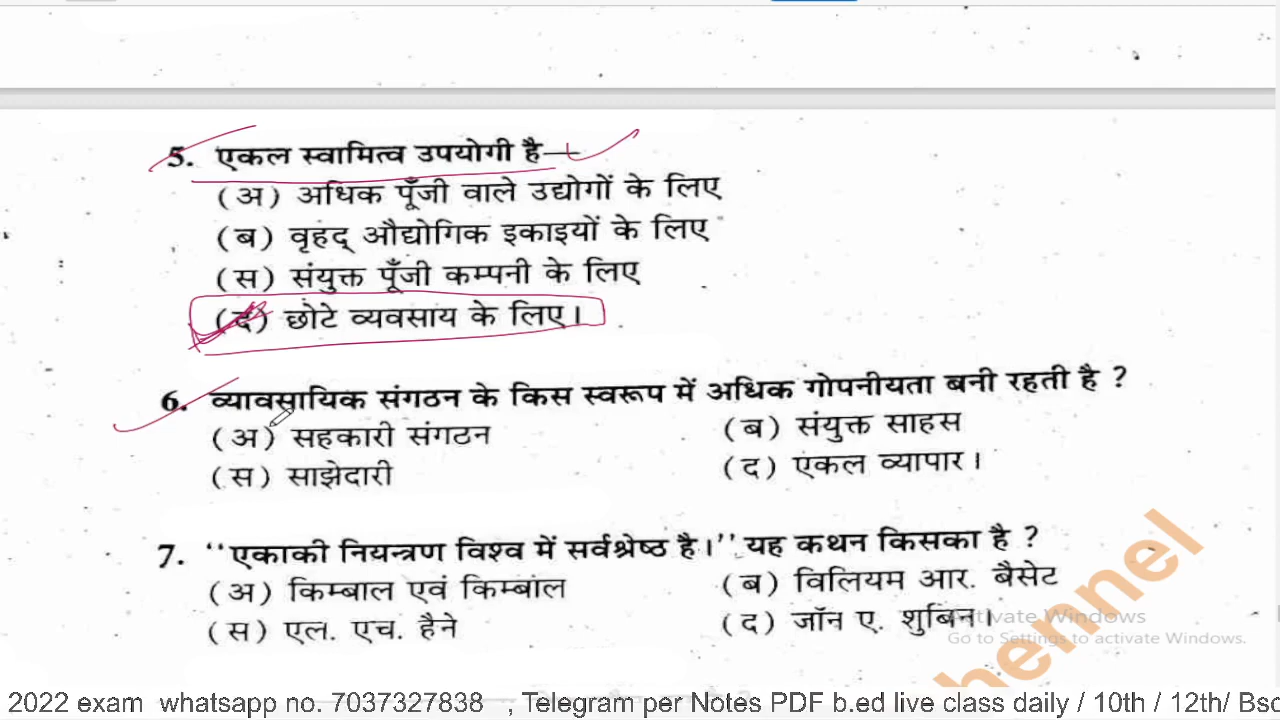 5. एकल स्वामित्व उपयोगी है—
(अ) अधिक पूँजी वाले उद्योगों के लिए
(ब) वृहद् औद्योगिक इकाइयों के लिए
(स) संयुक्त पूँजी कम्पनी के लिए
(द) छोटे व्यवसाय के लिए।
6. व्यावसायिक संगठन के किस स्वरूप में अधिक गोपनीयता बनी रहती है ?
(अ) सहकारी संगठन (ब) संयुक्त साहस
(स) साझेदारी (द) एकल व्यापार।
7. ‘‘एकाकी नियन्त्रण विश्व में सर्वश्रेष्ठ है।’’ यह कथन किसका है ?
(अ) किम्बाल एवं किम्बाल (ब) विलियम आर. बैसेट
(स) एल. एच. हैने (द) जॉन ए. शुबिन।
Activate Windows
Go to Settings to activate Windows.
hennel
2022 exam whatsapp no. 7037327838 , Telegram per Notes PDF b.ed live class daily / 10th / 12th/ Bsc